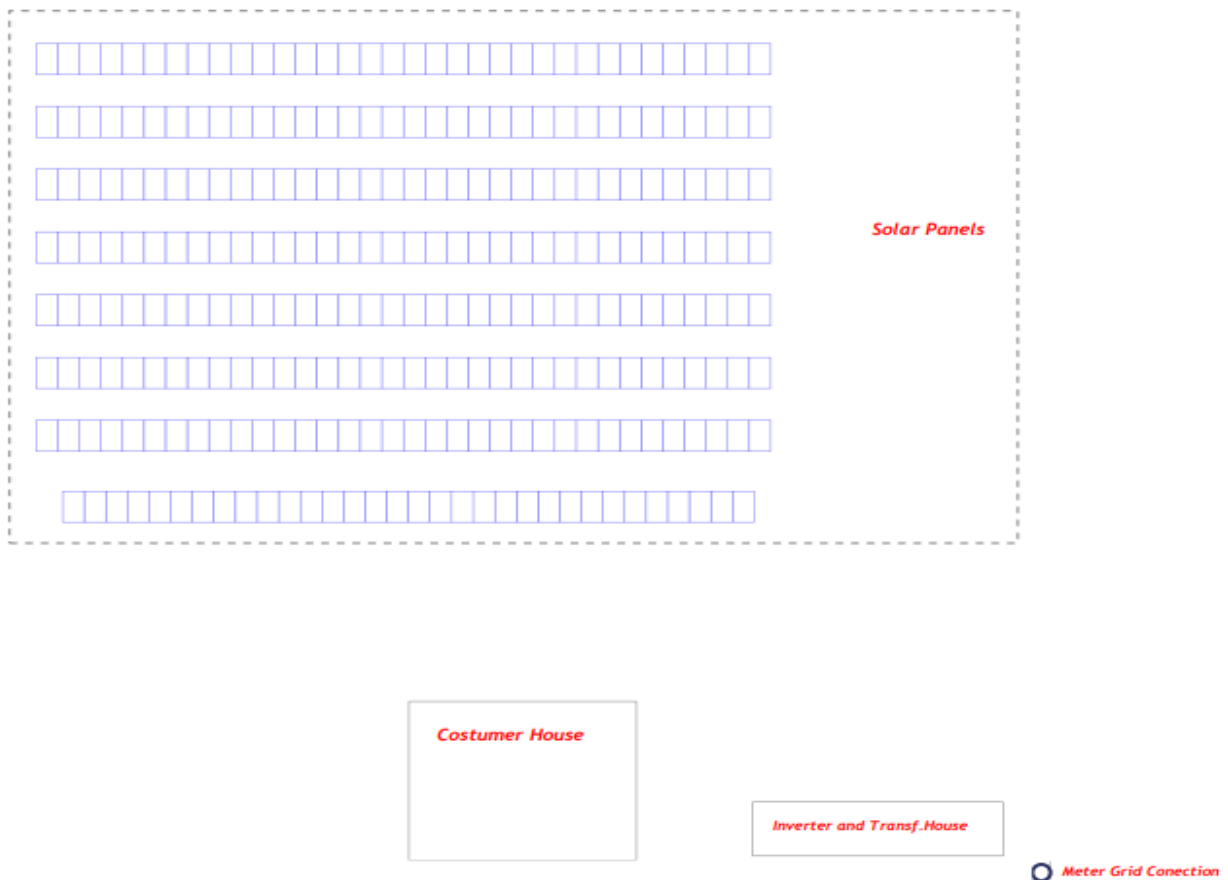 Solar Panels
Costumer House
Inverter and Transf.House
Meter Grid Conection